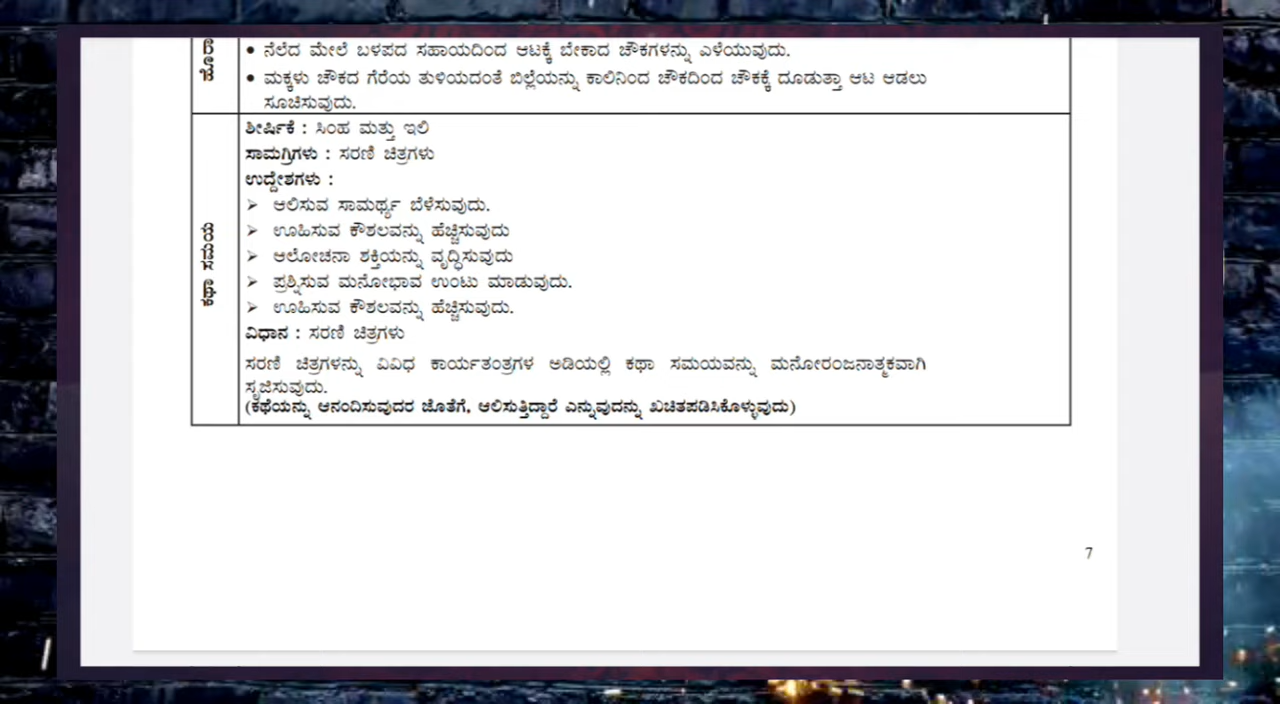 • ನೆಲೆದ ಮೇಲೆ ಬಳಪದ ಸಹಾಯದಿಂದ ಆಟಕ್ಕೆ ಬೇಕಾದ ಚೌಕಗಳನ್ನು ಎಳೆಯುವುದು.
• ಮಕ್ಕಳು ಚೌಕದ ಗೆರೆಯ ತುಳಿಯದಂತೆ ಬಿಲ್ಲೆಯನ್ನು ಕಾಲಿನಿಂದ ಚೌಕದಿಂದ ಚೌಕಕ್ಕೆ ದೂಡುತ್ತಾ ಆಟ ಆಡಲು
ಸೂಚಿಸುವುದು.
ಕಥಾ ಸಮಯ
ಶೀರ್ಷಿಕೆ : ಸಿಂಹ ಮತ್ತು ಇಲಿ
ಸಾಮಗ್ರಿಗಳು : ಸರಣಿ ಚಿತ್ರಗಳು
ಉದ್ದೇಶಗಳು :
➢ ಆಲಿಸುವ ಸಾಮರ್ಥ್ಯ ಬೆಳೆಸುವುದು.
➢ ಊಹಿಸುವ ಕೌಶಲವನ್ನು ಹೆಚ್ಚಿಸುವುದು
➢ ಆಲೋಚನಾ ಶಕ್ತಿಯನ್ನು ವೃದ್ಧಿಸುವುದು
➢ ಪ್ರಶ್ನಿಸುವ ಮನೋಭಾವ ಉಂಟು ಮಾಡುವುದು.
➢ ಊಹಿಸುವ ಕೌಶಲವನ್ನು ಹೆಚ್ಚಿಸುವುದು.
ವಿಧಾನ : ಸರಣಿ ಚಿತ್ರಗಳು
ಸರಣಿ ಚಿತ್ರಗಳನ್ನು ವಿವಿಧ ಕಾರ್ಯತಂತ್ರಗಳ ಅಡಿಯಲ್ಲಿ ಕಥಾ ಸಮಯವನ್ನು ಮನೋರಂಜನಾತ್ಮಕವಾಗಿ
ಸೃಜಿಸುವುದು.
(ಕಥೆಯನ್ನು ಆನಂದಿಸುವುದರ ಜೊತೆಗೆ, ಆಲಿಸುತ್ತಿದ್ದಾರೆ ಎನ್ನುವುದನ್ನು ಖಚಿತಪಡಿಸಿಕೊಳ್ಳುವುದು)
7